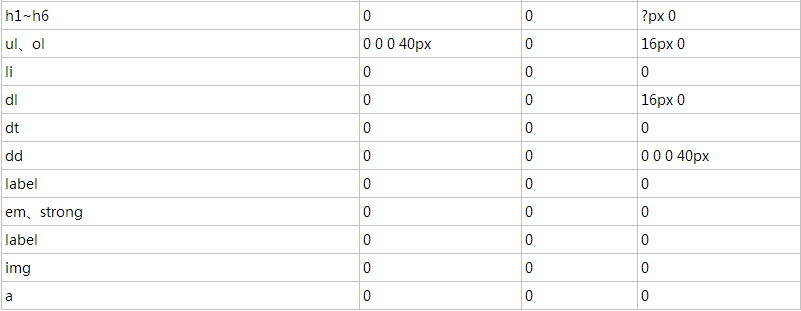 h1~h6 0 0 ?px 0
ul、ol 0 0 0 40px 0 16px 0
li 0 0 0
dl 0 0 16px 0
dt 0 0 0
dd 0 0 0 0 0 40px
label 0 0 0
em、strong 0 0 0
label 0 0 0
img 0 0 0
a 0 0 0